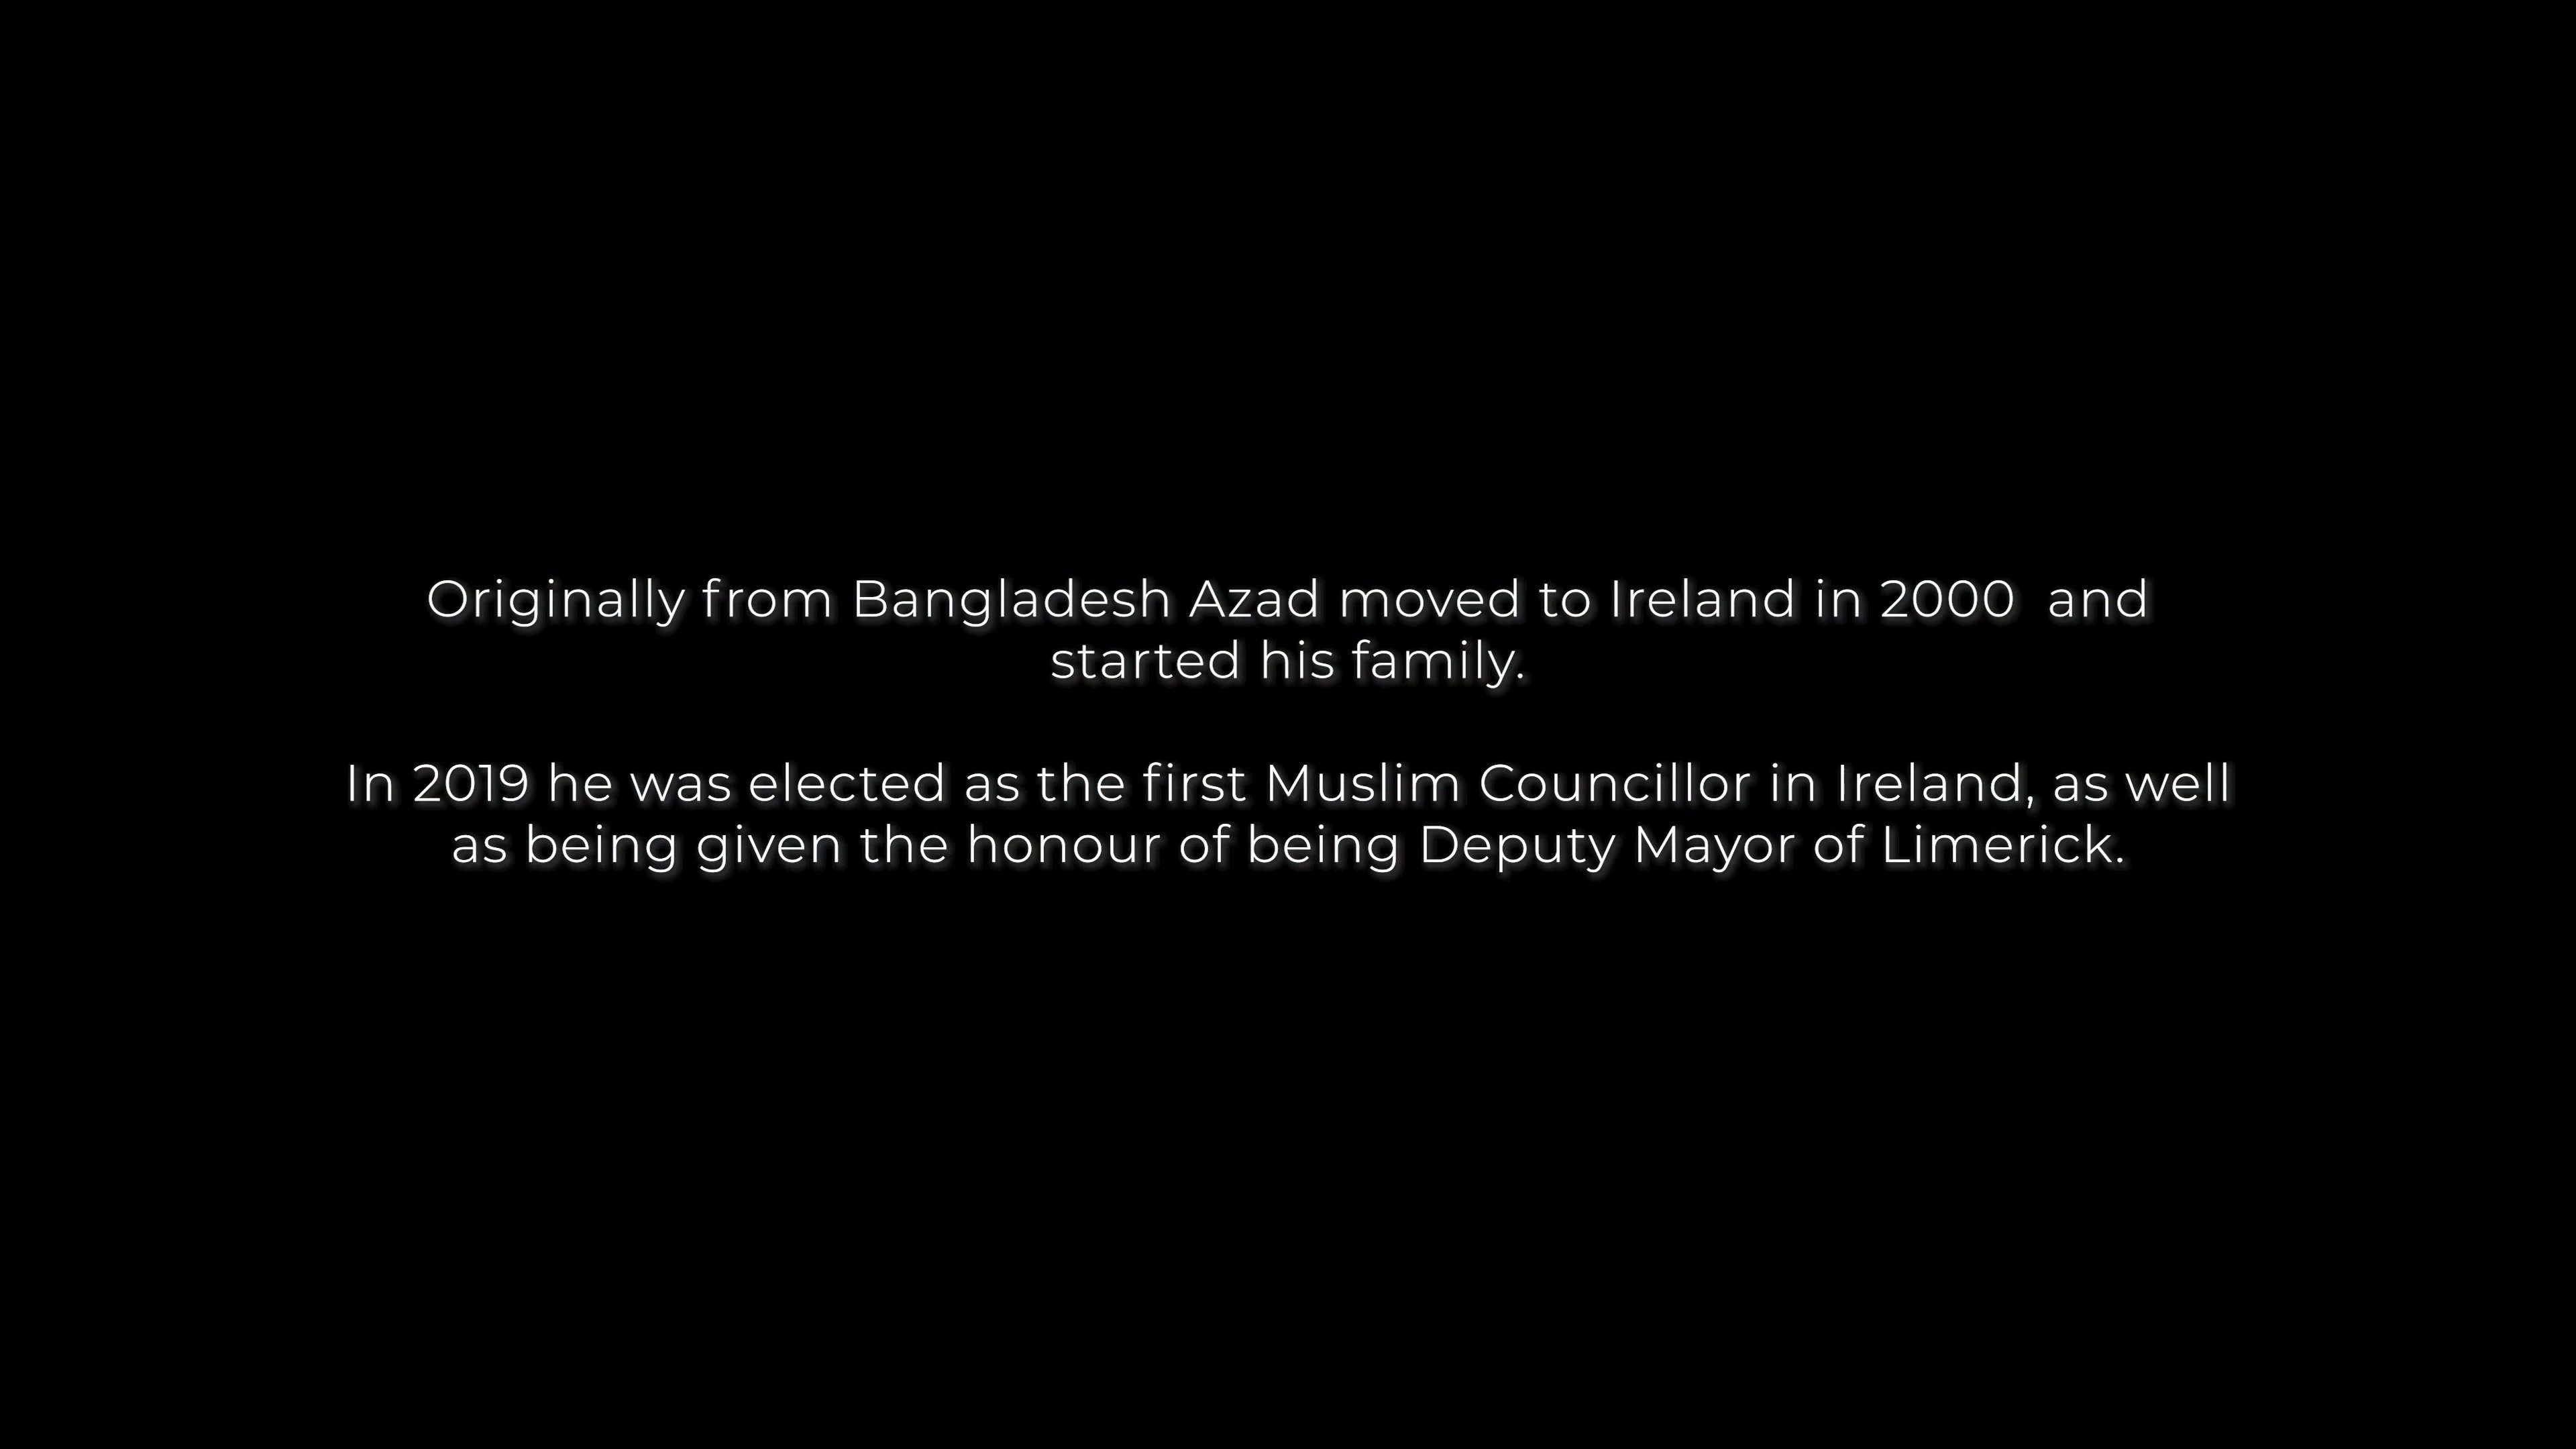 Originally from Bangladesh Azad moved to Ireland in 2000  and
started his family.
In 2019 he was elected as the first Muslim Councillor in Ireland, as well
as being given the honour of being Deputy Mayor of Limerick.